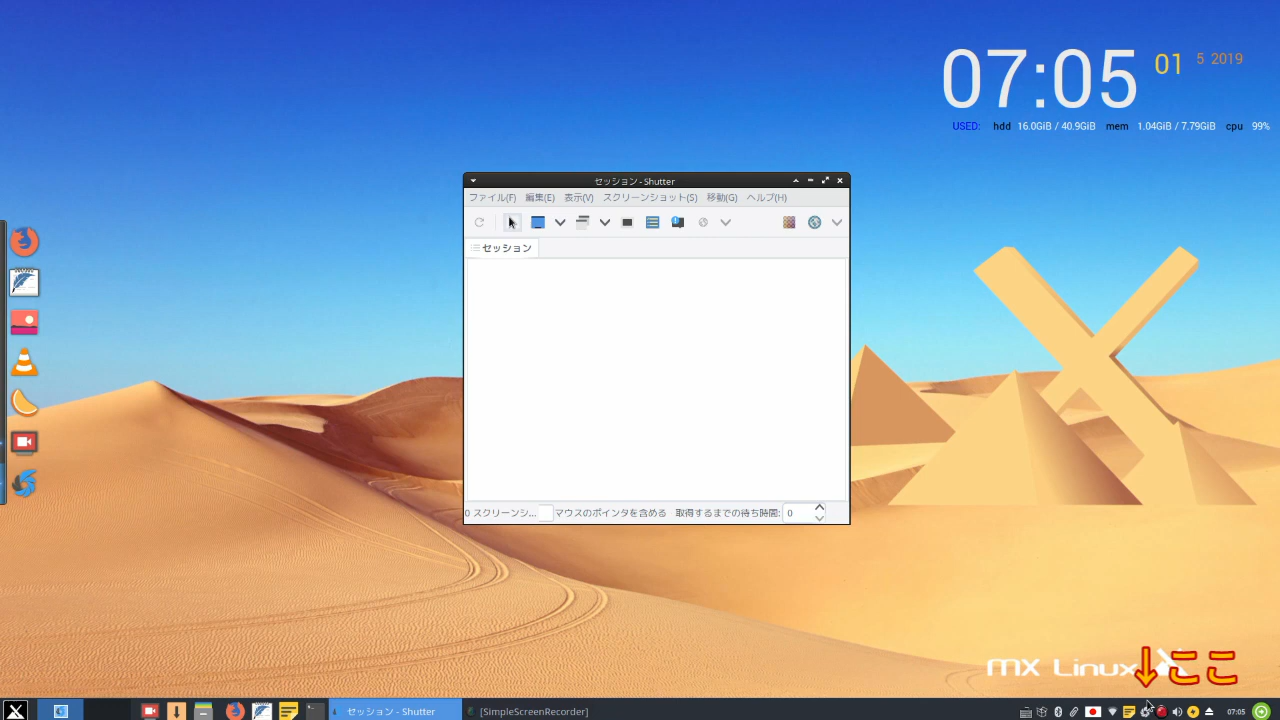 07:05 01 5 2019
USED: hdd 16.0GiB / 40.9GiB mem 1.04GiB / 7.79GiB cpu 99%
セッション - Shutter
ファイル(F) 編集(E) 表示(V) スクリーンショット(S) 移動(G) ヘルプ(H)
セッション
0 スクリーンシ... マウスのポインタを含める 取得するまでの待ち時間: 0
MX Linux
↓ここ
セッション - Shutter [SimpleScreenRecorder] 07:05